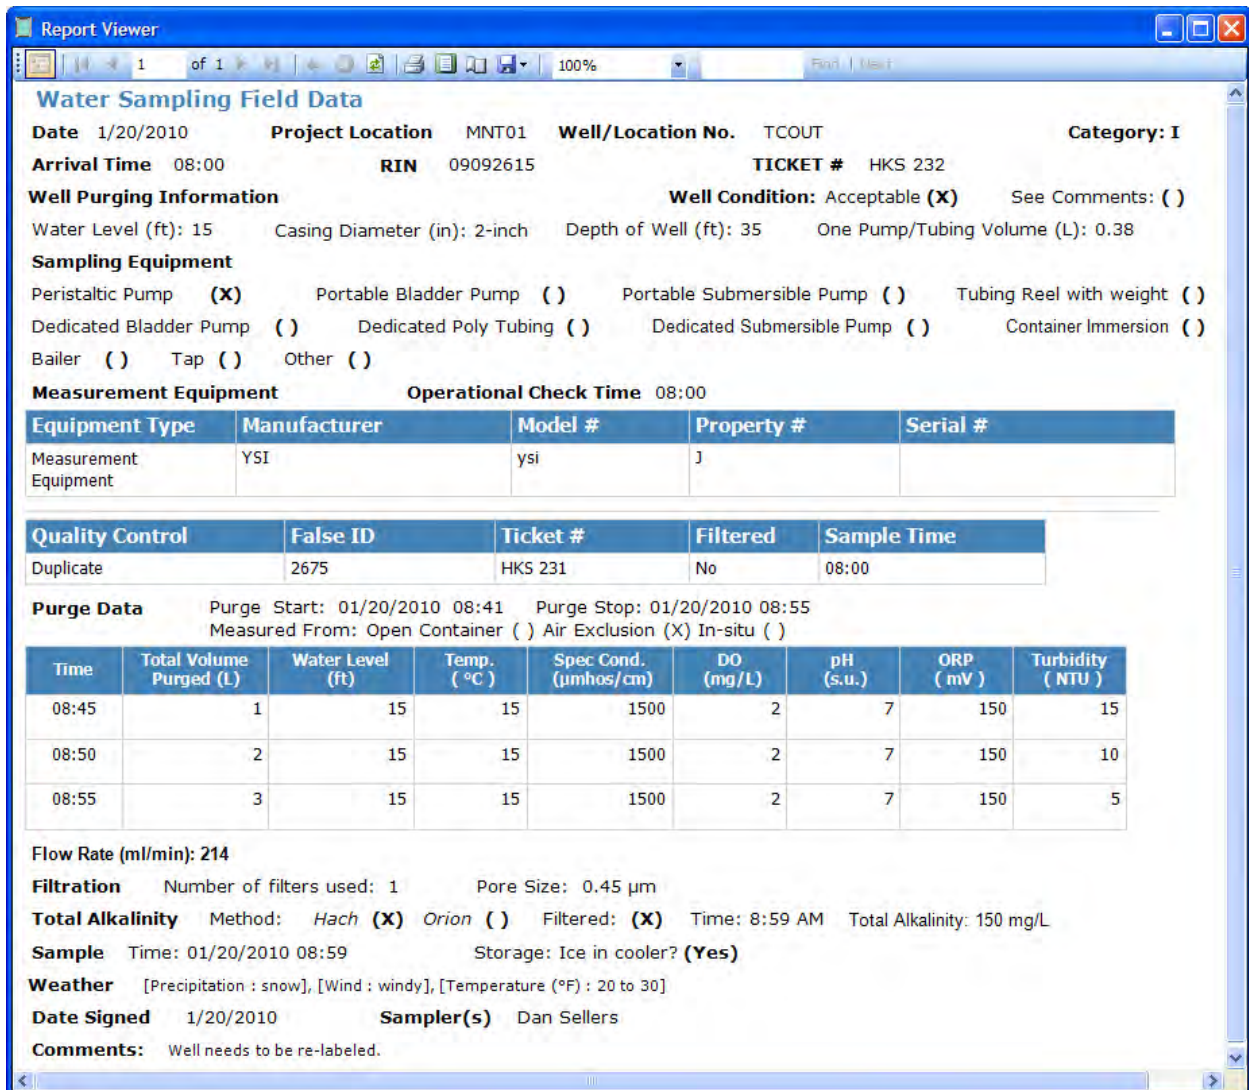 Report Viewer
1 of 1 100% Find | Next
Water Sampling Field Data
Date 1/20/2010 Project Location MNT01 Well/Location No. TCOUT Category: I
Arrival Time 08:00 RIN 09092615 TICKET # HKS 232
Well Purging Information Well Condition: Acceptable (X) See Comments: ( )
Water Level (ft): 15 Casing Diameter (in): 2-inch Depth of Well (ft): 35 One Pump/Tubing Volume (L): 0.38
Sampling Equipment
Peristaltic Pump (X) Portable Bladder Pump ( ) Portable Submersible Pump ( ) Tubing Reel with weight ( )
Dedicated Bladder Pump ( ) Dedicated Poly Tubing ( ) Dedicated Submersible Pump ( ) Container Immersion ( )
Bailer ( ) Tap ( ) Other ( )
Measurement Equipment Operational Check Time 08:00
Equipment Type Manufacturer Model # Property # Serial #
Measurement Equipment YSI ysi J
Quality Control False ID Ticket # Filtered Sample Time
Duplicate 2675 HKS 231 No 08:00
Purge Data Purge Start: 01/20/2010 08:41 Purge Stop: 01/20/2010 08:55
Measured From: Open Container ( ) Air Exclusion (X) In-situ ( )
Time Total Volume Purged (L) Water Level (ft) Temp. ( °C ) Spec Cond. (µmhos/cm) DO (mg/L) pH (s.u.) ORP ( mV ) Turbidity ( NTU )
08:45 1 15 15 1500 2 7 150 15
08:50 2 15 15 1500 2 7 150 10
08:55 3 15 15 1500 2 7 150 5
Flow Rate (ml/min): 214
Filtration Number of filters used: 1 Pore Size: 0.45 µm
Total Alkalinity Method: Hach (X) Orion ( ) Filtered: (X) Time: 8:59 AM Total Alkalinity: 150 mg/L
Sample Time: 01/20/2010 08:59 Storage: Ice in cooler? (Yes)
Weather [Precipitation : snow], [Wind : windy], [Temperature (°F) : 20 to 30]
Date Signed 1/20/2010 Sampler(s) Dan Sellers
Comments: Well needs to be re-labeled.